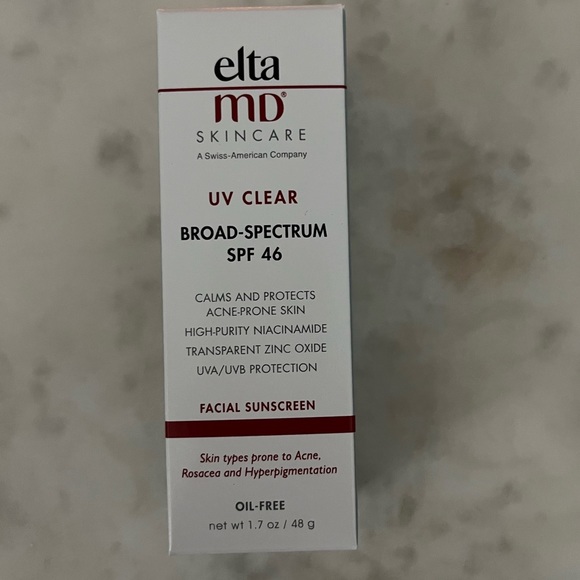 elta
MD®
SKINCARE
A Swiss-American Company
UV CLEAR
BROAD-SPECTRUM
SPF 46
CALMS AND PROTECTS
ACNE-PRONE SKIN
HIGH-PURITY NIACINAMIDE
TRANSPARENT ZINC OXIDE
UVA/UVB PROTECTION
FACIAL SUNSCREEN
Skin types prone to Acne,
Rosacea and Hyperpigmentation
OIL-FREE
net wt 1.7 oz / 48 g